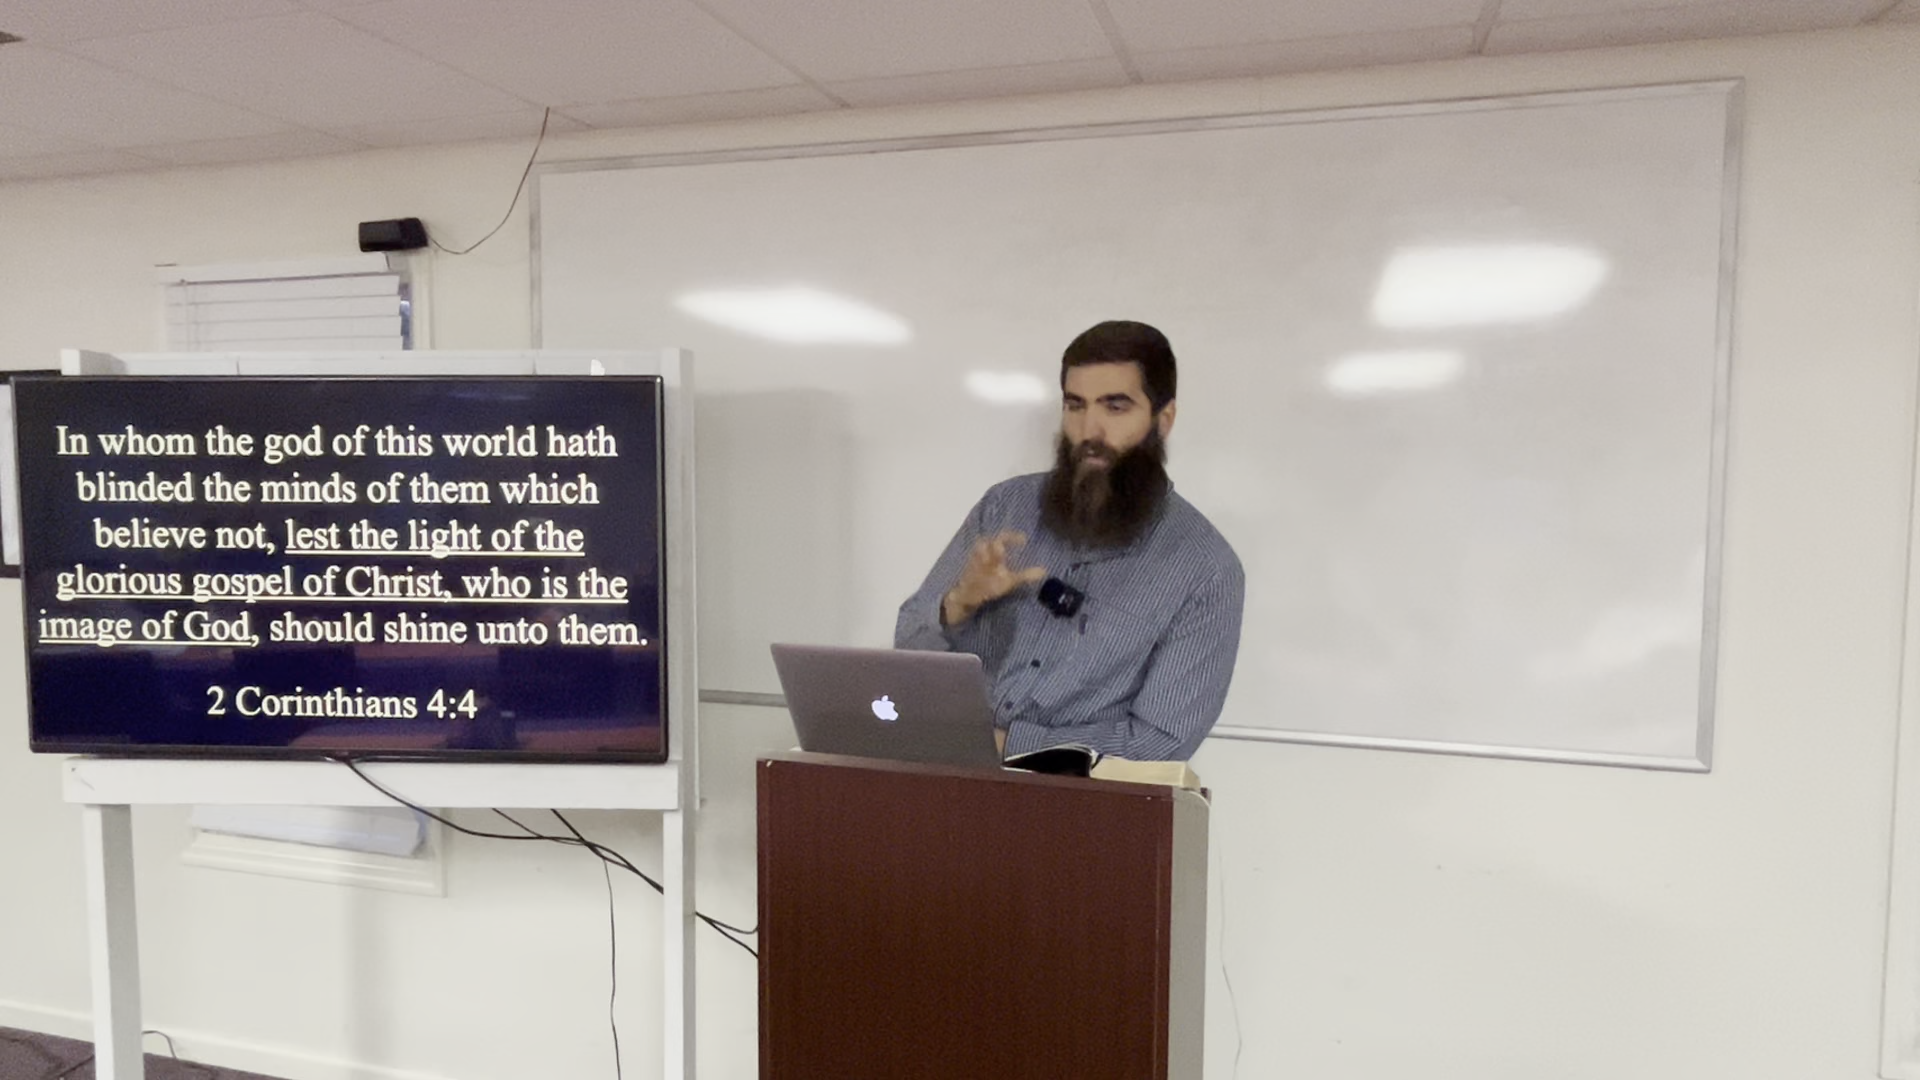 In whom the god of this world hath
blinded the minds of them which
believe not, lest the light of the
glorious gospel of Christ, who is the
image of God, should shine unto them.
2 Corinthians 4:4